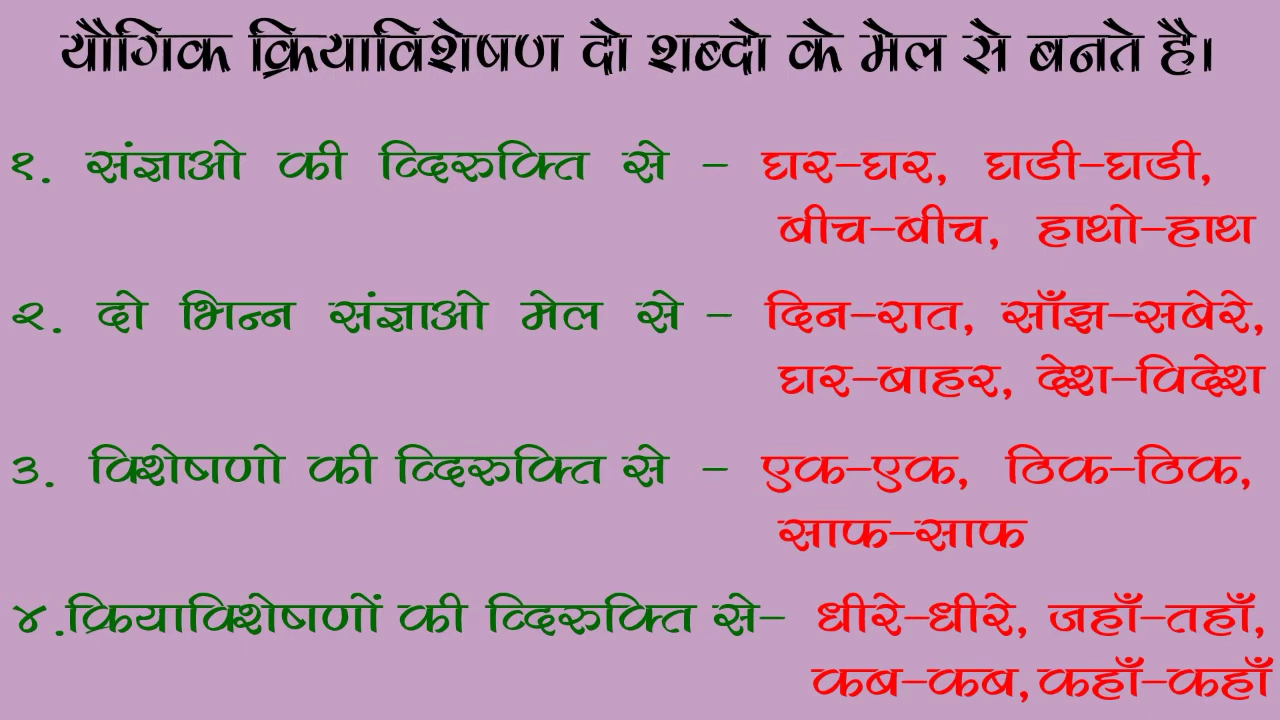 यौगिक क्रियाविशेषण दो शब्दो के मेल से बनते है।
१. संज्ञाओ की व्दिरुक्ति से - घर-घर, घडी-घडी,
बीच-बीच, हाथो-हाथ
२. दो भिन्न संज्ञाओ मेल से - दिन-रात, साँझ-सबेरे,
घर-बाहर, देश-विदेश
३. विशेषणो की व्दिरुक्ति से - एक-एक, ठिक-ठिक,
साफ-साफ
४.क्रियाविशेषणों की व्दिरुक्ति से- धीरे-धीरे, जहाँ-तहाँ,
कब-कब, कहाँ-कहाँ